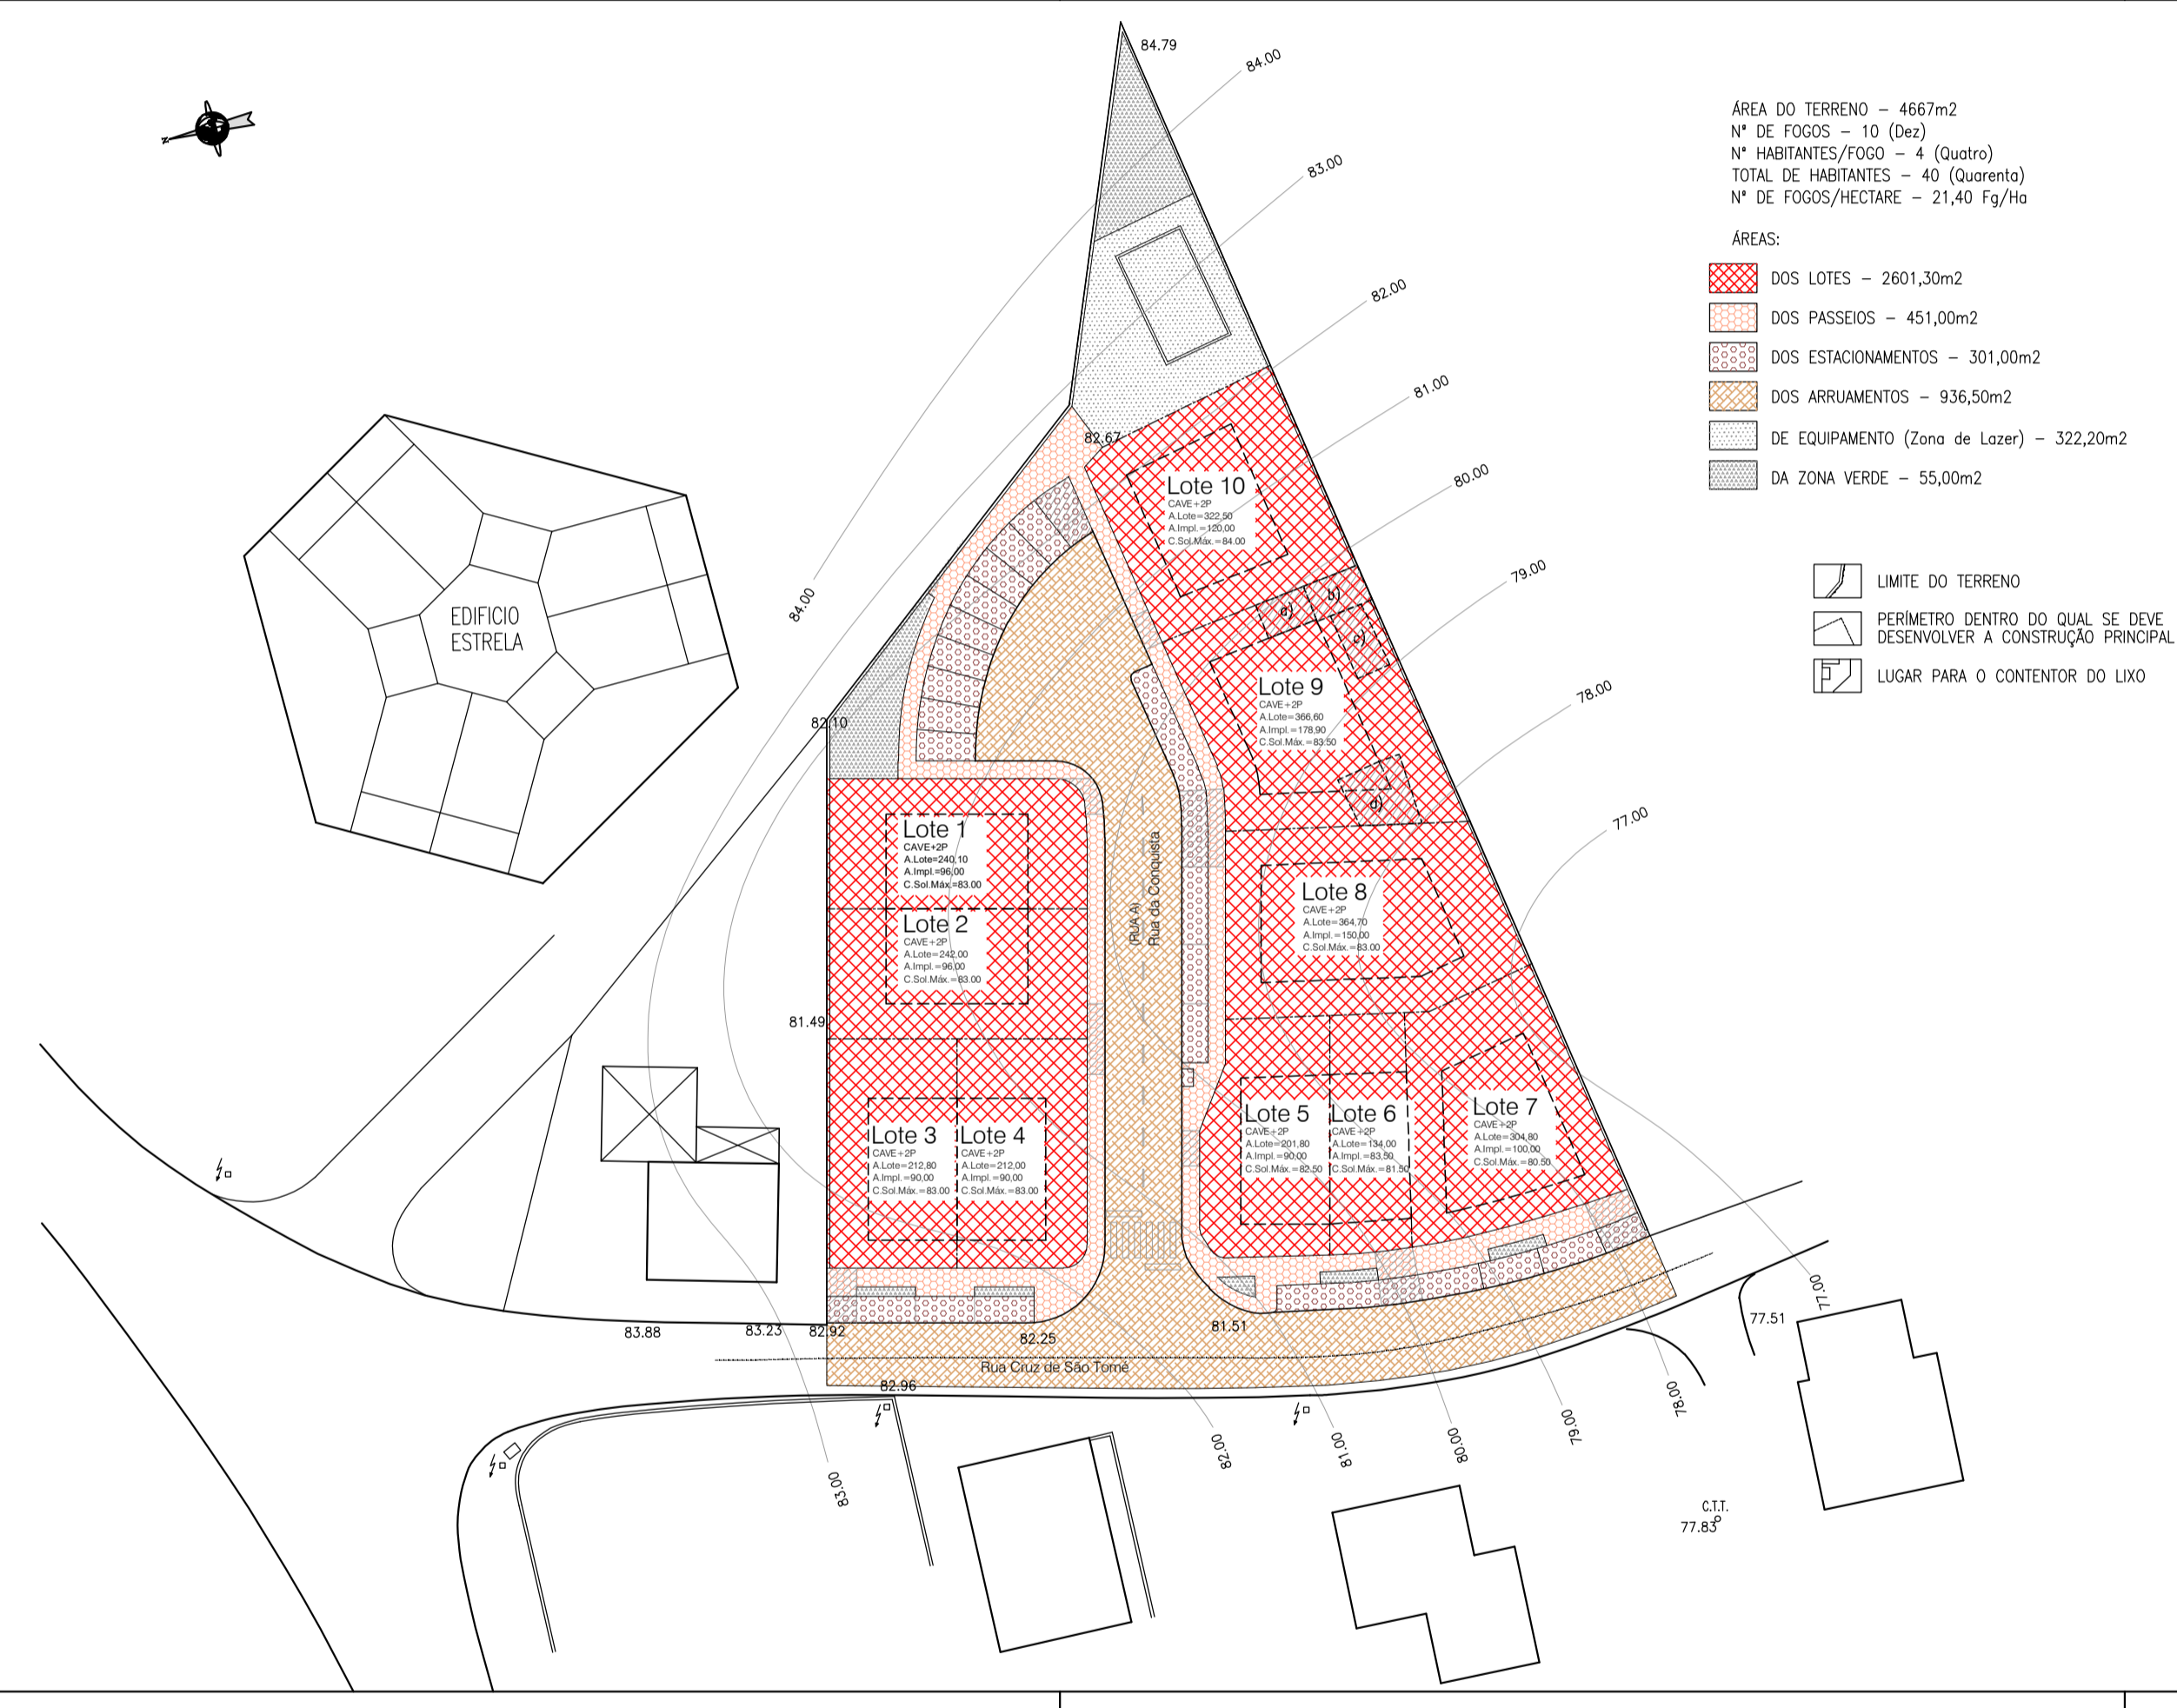 84.79
84.00
83.00
82.00
81.00
80.00
79.00
78.00
77.00
N
ÁREA DO TERRENO – 4667m2
Nº DE FOGOS – 10 (Dez)
Nº HABITANTES/FOGO – 4 (Quatro)
TOTAL DE HABITANTES – 40 (Quarenta)
Nº DE FOGOS/HECTARE – 21,40 Fg/Ha
ÁREAS:
DOS LOTES – 2601,30m2
DOS PASSEIOS – 451,00m2
DOS ESTACIONAMENTOS – 301,00m2
DOS ARRUAMENTOS – 936,50m2
DE EQUIPAMENTO (Zona de Lazer) – 322,20m2
DA ZONA VERDE – 55,00m2
LIMITE DO TERRENO
PERÍMETRO DENTRO DO QUAL SE DEVE
DESENVOLVER A CONSTRUÇÃO PRINCIPAL
LUGAR PARA O CONTENTOR DO LIXO
EDIFICIO
ESTRELA
84.00
82.67
82.10
81.49
Lote 10
CAVE+2P
A.Lote=322,50
A.Impl.=120,00
C.Sol.Máx.=84.00
a)
b)
c)
Lote 9
CAVE+2P
A.Lote=366,60
A.Impl.=178,90
C.Sol.Máx.=83.50
d)
Lote 1
CAVE+2P
A.Lote=240,10
A.Impl.=96,00
C.Sol.Máx.=83.00
Lote 2
CAVE+2P
A.Lote=242,00
A.Impl.=96,00
C.Sol.Máx.=83.00
(RUA A)
Rua da Conquista
Lote 8
CAVE+2P
A.Lote=364,70
A.Impl.=150,00
C.Sol.Máx.=83.00
Lote 3
CAVE+2P
A.Lote=212,80
A.Impl.=90,00
C.Sol.Máx.=83.00
Lote 4
CAVE+2P
A.Lote=212,00
A.Impl.=90,00
C.Sol.Máx.=83.00
Lote 5
CAVE+2P
A.Lote=201,80
A.Impl.=90,00
C.Sol.Máx.=82.50
Lote 6
CAVE+2P
A.Lote=134,00
A.Impl.=83,50
C.Sol.Máx.=81.50
Lote 7
CAVE+2P
A.Lote=304,80
A.Impl.=100,00
C.Sol.Máx.=80.50
83.88
83.23
82.92
82.25
81.51
77.51
77.00
Rua Cruz de São Tomé
82.96
83.00
82.00
81.00
80.00
79.00
78.00
C.T.T.
77.83